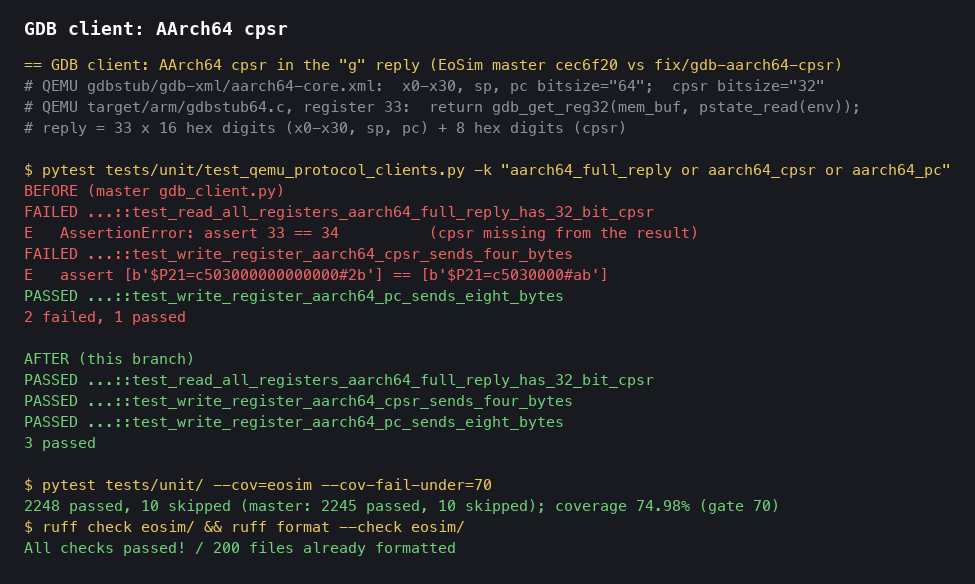 GDB client: AArch64 cpsr
== GDB client: AArch64 cpsr in the "g" reply (EoSim master cec6f20 vs fix/gdb-aarch64-cpsr)
# QEMU gdbstub/gdb-xml/aarch64-core.xml:  x0-x30, sp, pc bitsize="64";  cpsr bitsize="32"
# QEMU target/arm/gdbstub64.c, register 33:  return gdb_get_reg32(mem_buf, pstate_read(env));
# reply = 33 x 16 hex digits (x0-x30, sp, pc) + 8 hex digits (cpsr)
$ pytest tests/unit/test_qemu_protocol_clients.py -k "aarch64_full_reply or aarch64_cpsr or aarch64_pc"
BEFORE (master gdb_client.py)
FAILED ...::test_read_all_registers_aarch64_full_reply_has_32_bit_cpsr
E   AssertionError: assert 33 == 34          (cpsr missing from the result)
FAILED ...::test_write_register_aarch64_cpsr_sends_four_bytes
E   assert [b'$P21=c503000000000000#2b'] == [b'$P21=c5030000#ab']
PASSED ...::test_write_register_aarch64_pc_sends_eight_bytes
2 failed, 1 passed
AFTER (this branch)
PASSED ...::test_read_all_registers_aarch64_full_reply_has_32_bit_cpsr
PASSED ...::test_write_register_aarch64_cpsr_sends_four_bytes
PASSED ...::test_write_register_aarch64_pc_sends_eight_bytes
3 passed
$ pytest tests/unit/ --cov=eosim --cov-fail-under=70
2248 passed, 10 skipped (master: 2245 passed, 10 skipped); coverage 74.98% (gate 70)
$ ruff check eosim/ && ruff format --check eosim/
All checks passed! / 200 files already formatted